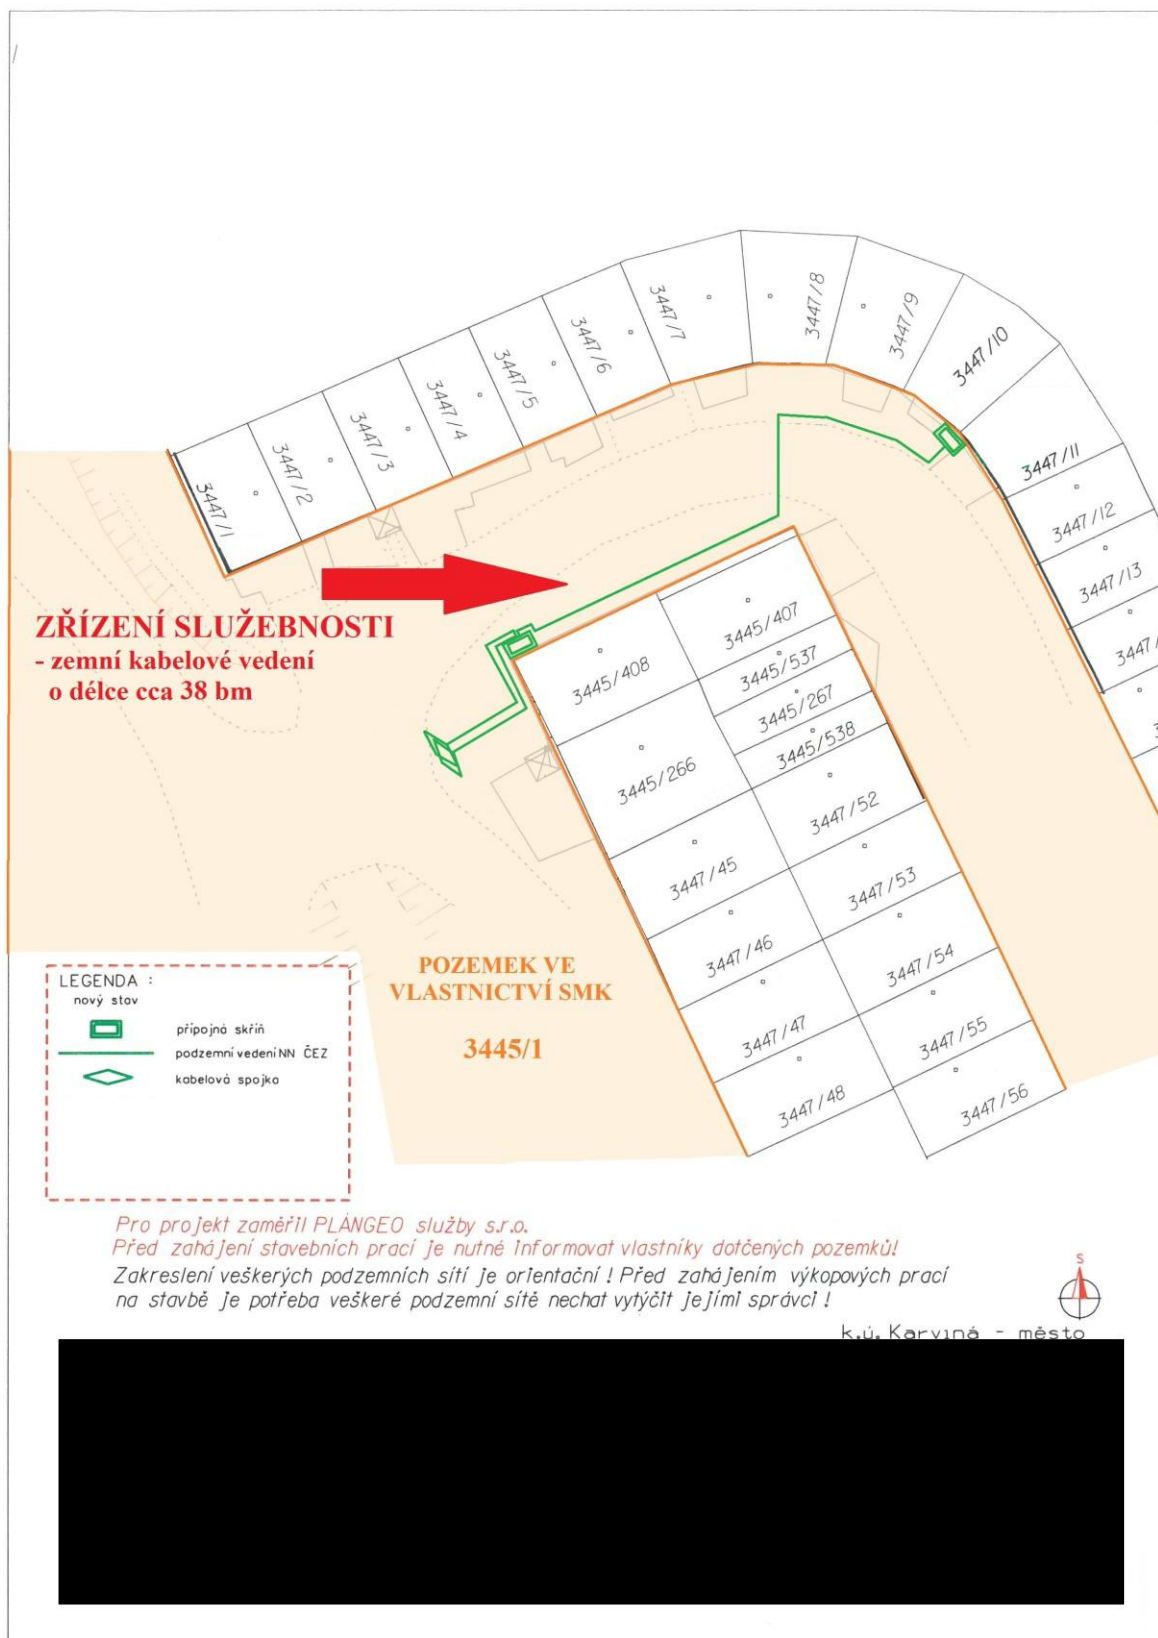 3447/1
3447/2
3447/3
3447/4
3447/5
3447/6
3447/7
3447/8
3447/9
3447/10
3447/11
3447/12
3447/13
3447/
ZŘÍZENÍ SLUŽEBNOSTI
- zemní kabelové vedení
o délce cca 38 bm
3445/408
3445/407
3445/537
3445/267
3445/538
3445/266
3447/52
3447/45
3447/53
3447/46
3447/54
3447/47
3447/55
3447/48
3447/56
POZEMEK VE
VLASTNICTVÍ SMK
3445/1
LEGENDA :
nový stav
přípojná skříň
podzemní vedení NN ČEZ
kabelová spojka
Pro projekt zaměřil PLANGEO služby s.r.o.
Před zahájení stavebních prací je nutné informovat vlastníky dotčených pozemků!
Zakreslení veškerých podzemních sítí je orientační ! Před zahájením výkopových prací
na stavbě je potřeba veškeré podzemní sítě nechat vytýčit jejími správci !
S
k.ú. Karviná - město